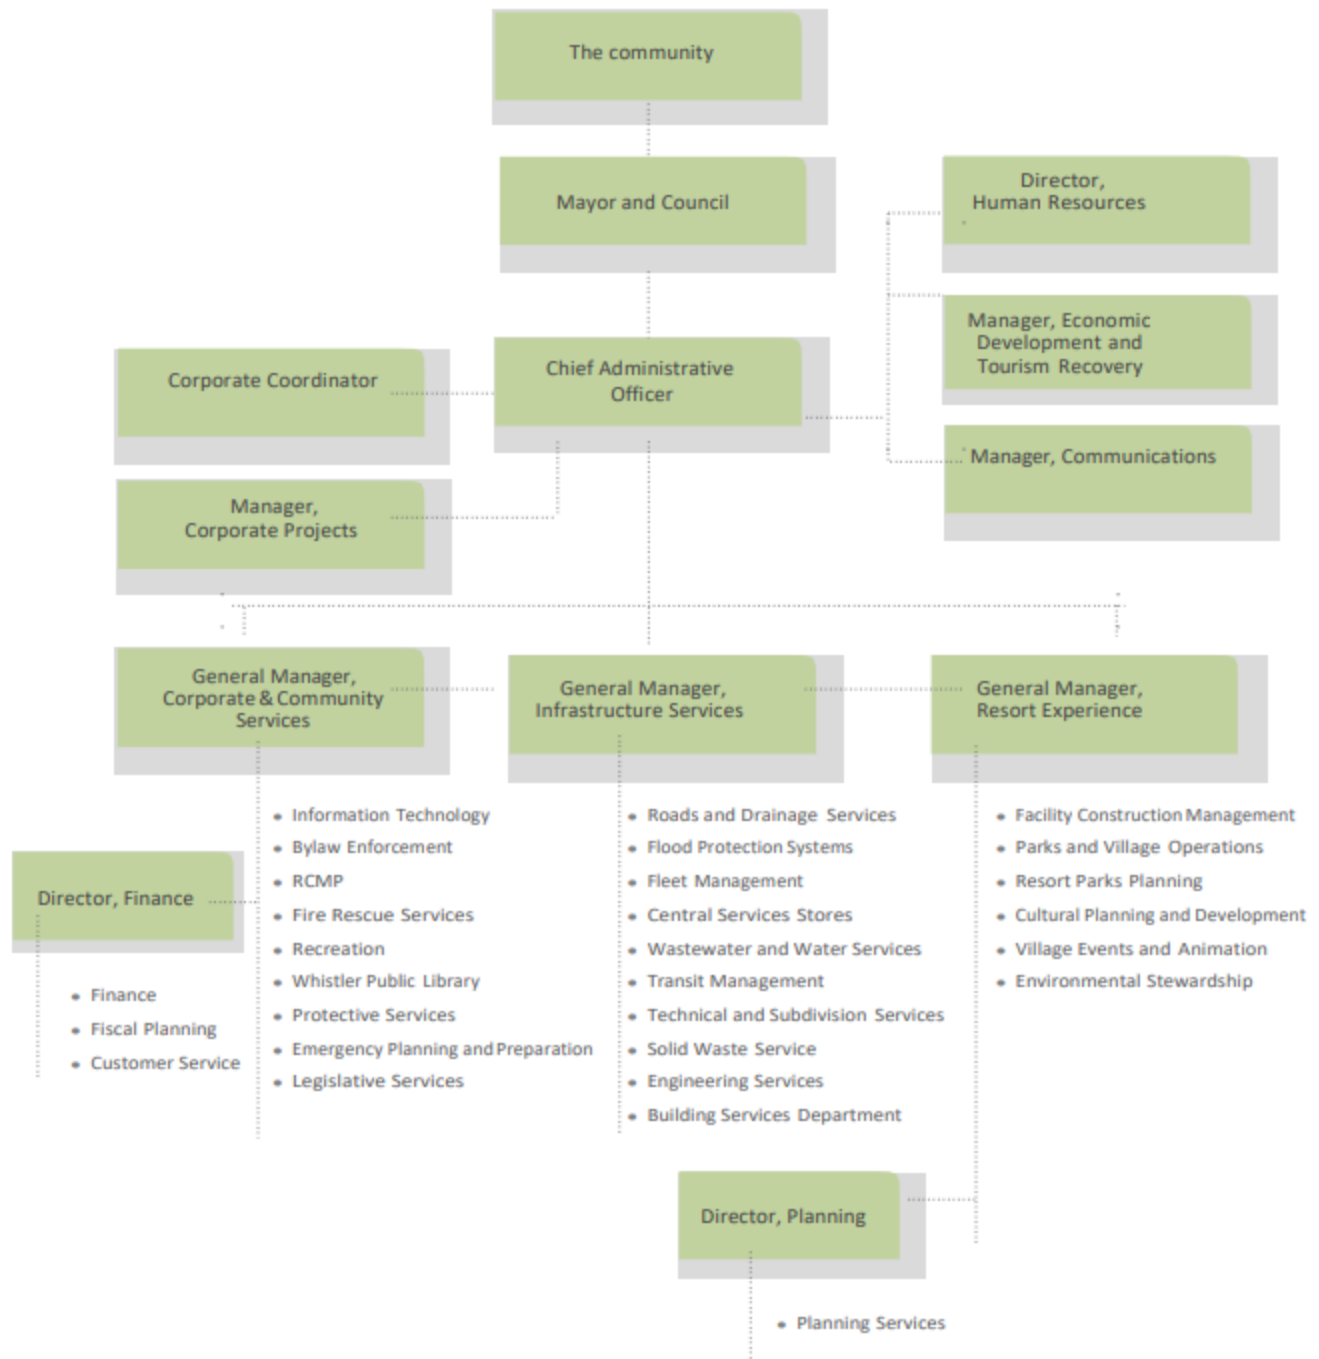 The community
Mayor and Council
Director,
Human Resources
Manager, Economic
Development and
Tourism Recovery
Chief Administrative
Officer
Corporate Coordinator
Manager, Communications
Manager,
Corporate Projects
General Manager,
Corporate & Community
Services
General Manager,
Infrastructure Services
General Manager,
Resort Experience
• Information Technology
• Bylaw Enforcement
• RCMP
• Fire Rescue Services
• Recreation
• Whistler Public Library
• Protective Services
• Emergency Planning and Preparation
• Legislative Services
Director, Finance
• Finance
• Fiscal Planning
• Customer Service
• Roads and Drainage Services
• Flood Protection Systems
• Fleet Management
• Central Services Stores
• Wastewater and Water Services
• Transit Management
• Technical and Subdivision Services
• Solid Waste Service
• Engineering Services
• Building Services Department
• Facility Construction Management
• Parks and Village Operations
• Resort Parks Planning
• Cultural Planning and Development
• Village Events and Animation
• Environmental Stewardship
Director, Planning
• Planning Services